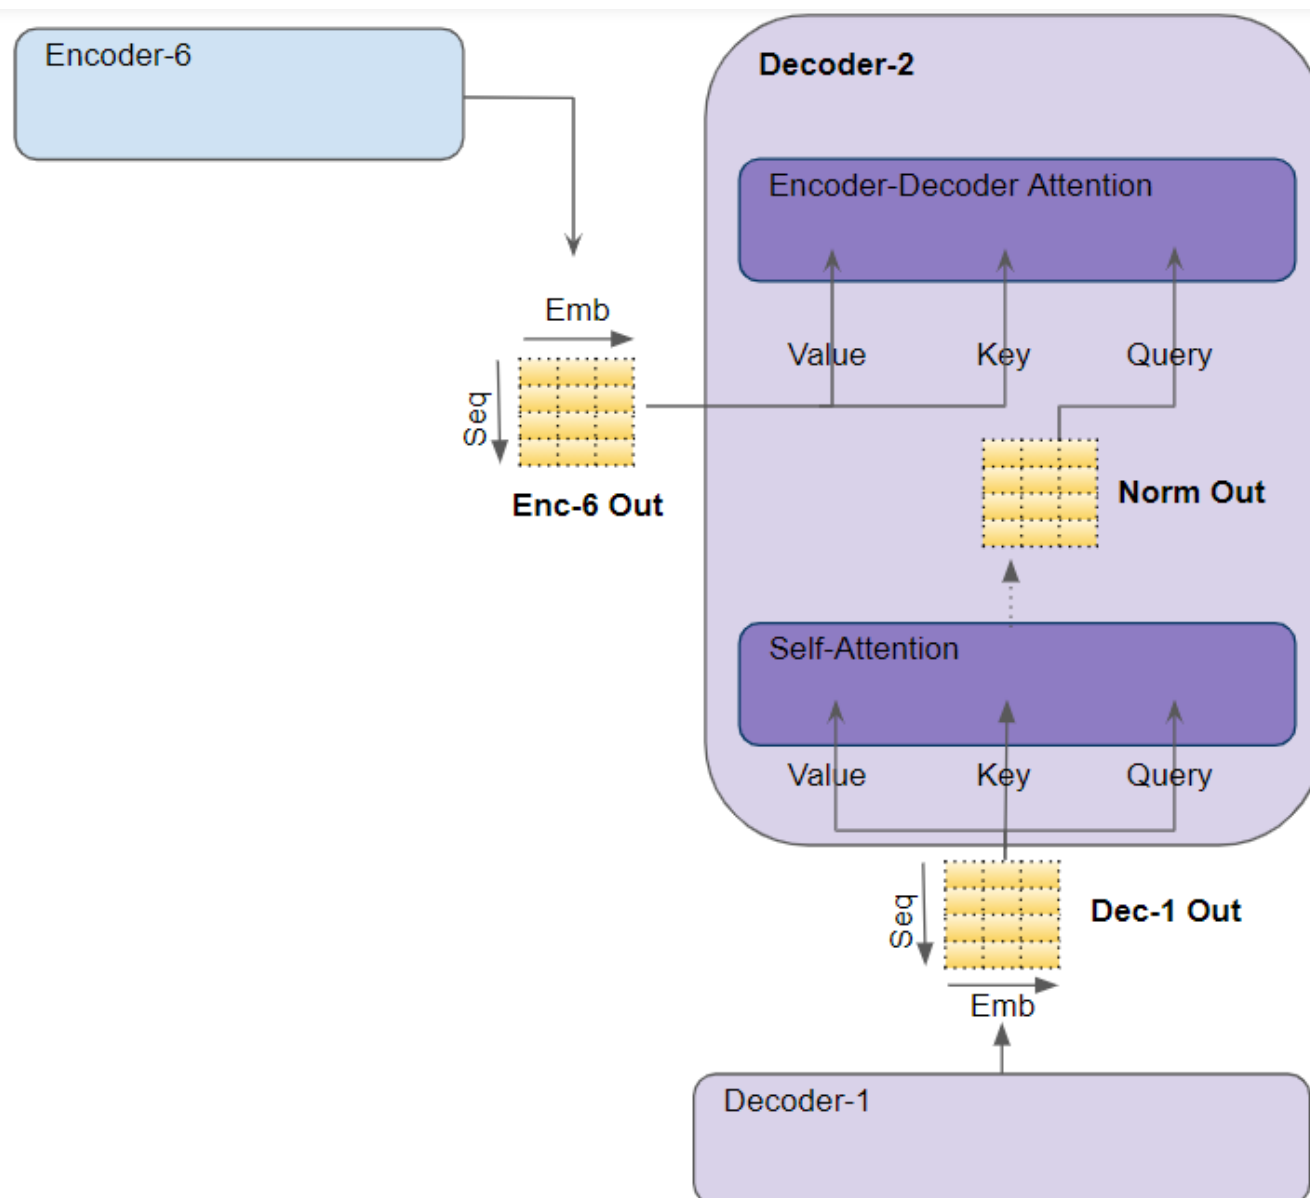 Encoder-6
Decoder-2
Encoder-Decoder Attention
Emb
Value
Key
Query
Seq
Enc-6 Out
Norm Out
Self-Attention
Value
Key
Query
Seq
Dec-1 Out
Emb
Decoder-1